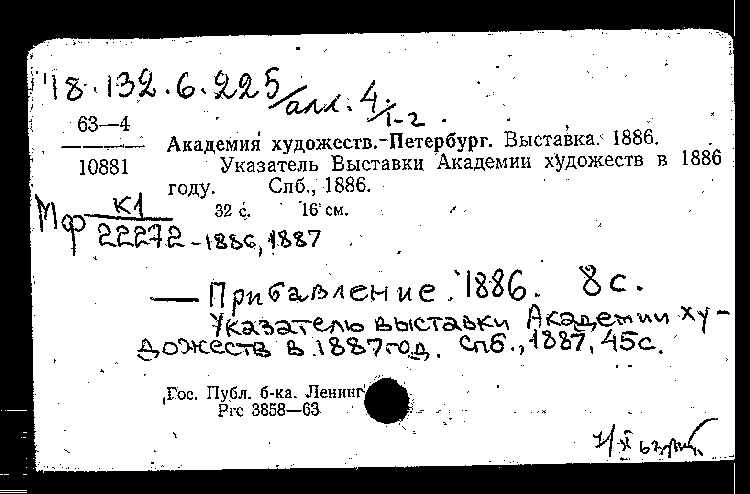 18.132.6.225/алл.4/1-2
63—4
10881
Академия художеств.-Петербург. Выставка. 1886.
Указатель Выставки Академии художеств в 1886
году. Спб., 1886.
32 с. 16 см.
Мф К1
22272 - 1886, 1887
— Прибавление. 1886. 8 с.
Указатель выставки Академии ху-
дожеств в 1887 год. Спб., 1887, 45 с.
Гос. Публ. б-ка. Ленинг
Ргс 3858—63